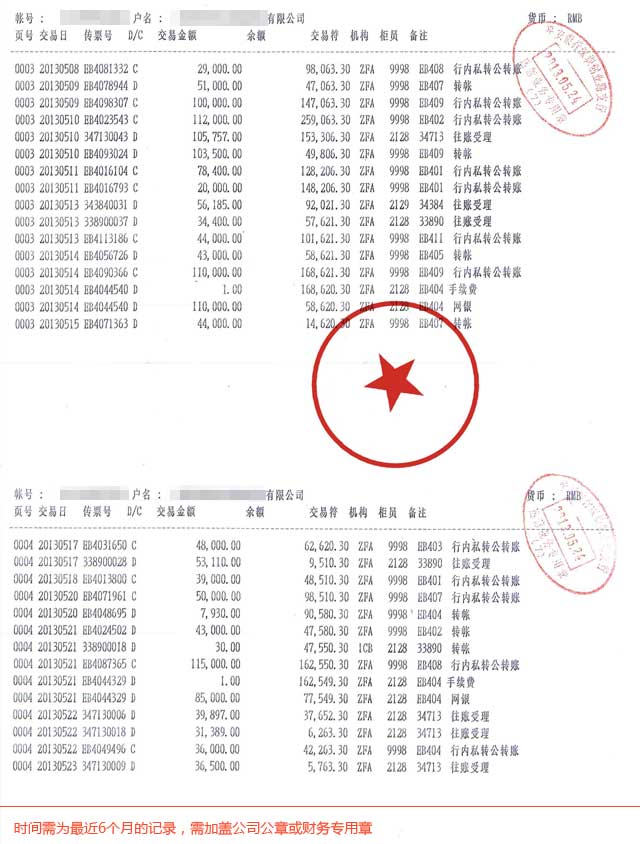 帐号 : 户名 : 有限公司 货币 : RMB
页号 交易日 传票号 D/C 交易金额 余额 交易符 机构 柜员 备注
0003 20130508 EB4081332 C 29,000.00 98,063.30 ZFA 9998 EB408 行内私转公转账
0003 20130509 EB4078944 D 51,000.00 47,063.30 ZFA 9998 EB407 转帐
0003 20130509 EB4098307 C 100,000.00 147,063.30 ZFA 9998 EB409 行内私转公转账
0003 20130510 EB4023543 C 112,000.00 259,063.30 ZFA 9998 EB402 行内私转公转账
0003 20130510 347130043 D 105,757.00 153,306.30 ZFA 2128 34713 往账受理
0003 20130510 EB4093024 D 103,500.00 49,806.30 ZFA 9998 EB409 转帐
0003 20130511 EB4016104 C 78,400.00 128,206.30 ZFA 9998 EB401 行内私转公转账
0003 20130511 EB4016793 C 20,000.00 148,206.30 ZFA 9998 EB401 行内私转公转账
0003 20130513 343840031 D 56,185.00 92,021.30 ZFA 2129 34384 往账受理
0003 20130513 338900037 D 34,400.00 57,621.30 ZFA 2128 33890 往账受理
0003 20130513 EB4113186 C 44,000.00 101,621.30 ZFA 9998 EB411 行内私转公转账
0003 20130514 EB4056726 D 43,000.00 58,621.30 ZFA 9998 EB405 转帐
0003 20130514 EB4090366 C 110,000.00 168,621.30 ZFA 9998 EB409 行内私转公转账
0003 20130514 EB4044540 D 1.00 168,620.30 ZFA 2128 EB404 手续费
0003 20130514 EB4044540 D 110,000.00 58,620.30 ZFA 2128 EB404 网银
0003 20130515 EB4071363 D 44,000.00 14,620.30 ZFA 9998 EB407 转帐
2013.05.24
帐号 : 户名 : 有限公司 货币 : RMB
页号 交易日 传票号 D/C 交易金额 余额 交易符 机构 柜员 备注
0004 20130517 EB4031650 C 48,000.00 62,620.30 ZFA 9998 EB403 行内私转公转账
0004 20130517 338900028 D 53,110.00 9,510.30 ZFA 2128 33890 往账受理
0004 20130518 EB4013800 C 39,000.00 48,510.30 ZFA 9998 EB401 行内私转公转账
0004 20130520 EB4071961 C 50,000.00 98,510.30 ZFA 9998 EB407 行内私转公转账
0004 20130520 EB4048695 D 7,930.00 90,580.30 ZFA 9998 EB404 转帐
0004 20130521 EB4024502 D 43,000.00 47,580.30 ZFA 9998 EB402 转帐
0004 20130521 338900018 D 30.00 47,550.30 ICB 2128 33890 转帐
0004 20130521 EB4087365 C 115,000.00 162,550.30 ZFA 9998 EB408 行内私转公转账
0004 20130521 EB4044329 D 1.00 162,549.30 ZFA 2128 EB404 手续费
0004 20130521 EB4044329 D 85,000.00 77,549.30 ZFA 2128 EB404 网银
0004 20130522 347130006 D 39,897.00 37,652.30 ZFA 2128 34713 往账受理
0004 20130522 347130018 D 31,389.00 6,263.30 ZFA 2128 34713 往账受理
0004 20130522 EB4049496 C 36,000.00 42,263.30 ZFA 9998 EB404 行内私转公转账
0004 20130523 347130009 D 36,500.00 5,763.30 ZFA 2128 34713 往账受理
2013.05.24
时间需为最近6个月的记录，需加盖公司公章或财务专用章